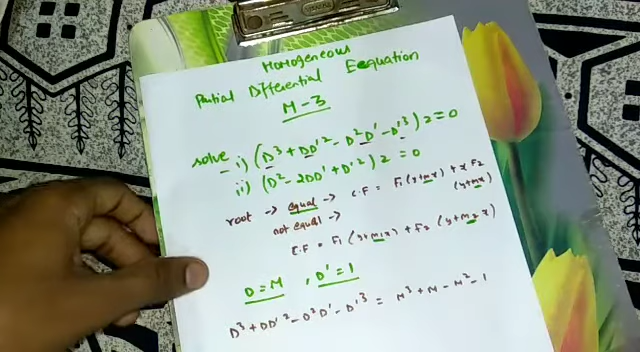 Homogeneous
Partial Differential Eequation
M-3
solve i) (D³ + DD'² - D²D' - D'³) z = 0
ii) (D² - 2DD' + D'²) z = 0
root → equal → C.F = F₁(y+mx) + x F₂ (y+mx)
not equal →
C.F = F₁ (y+m₁x) + F₂ (y+m₂x)
D = M , D' = 1
D³ + DD'² - D²D' - D'³ = M³ + M - M² - 1